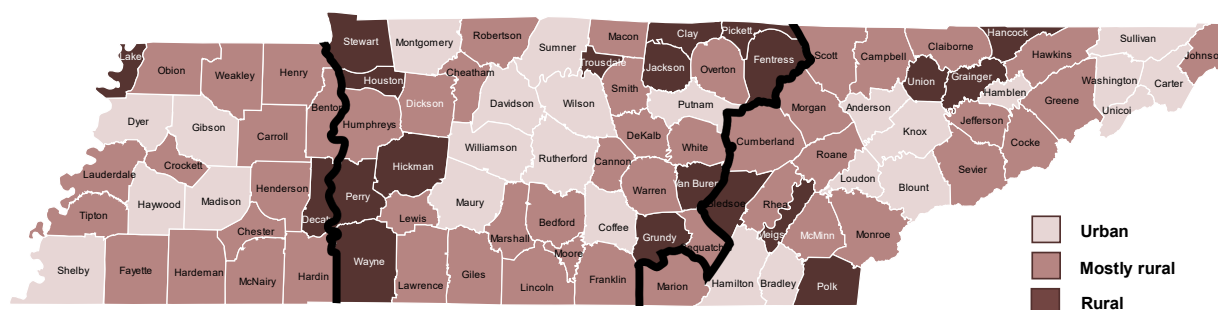 Stewart
Montgomery
Robertson
Sumner
Macon
Clay
Pickett
Scott
Campbell
Claiborne
Hancock
Hawkins
Sullivan
Johnso
Lake
Obion
Weakley
Henry
Houston
Cheatham
Trousdale
Jackson
Overton
Fentress
Union
Grainger
Hamblen
Washington
Carter
Greene
Unicoi
Benton
Dickson
Davidson
Wilson
Smith
Putnam
Morgan
Anderson
Dyer
Gibson
Carroll
Humphreys
Williamson
Rutherford
DeKalb
White
Cumberland
Knox
Jefferson
Cocke
Crockett
Lauderdale
Henderson
Hickman
Cannon
Roane
Loudon
Blount
Sevier
Tipton
Haywood
Madison
Decat
Perry
Lewis
Maury
Bedford
Coffee
Warren
Van Buren
Bledsoe
Rhea
Meigs
McMinn
Monroe
Chester
Marshall
Moore
Grundy
Sequatch
Shelby
Fayette
Hardeman
McNairy
Hardin
Wayne
Lawrence
Giles
Lincoln
Franklin
Marion
Hamilton
Bradley
Polk
Urban
Mostly rural
Rural